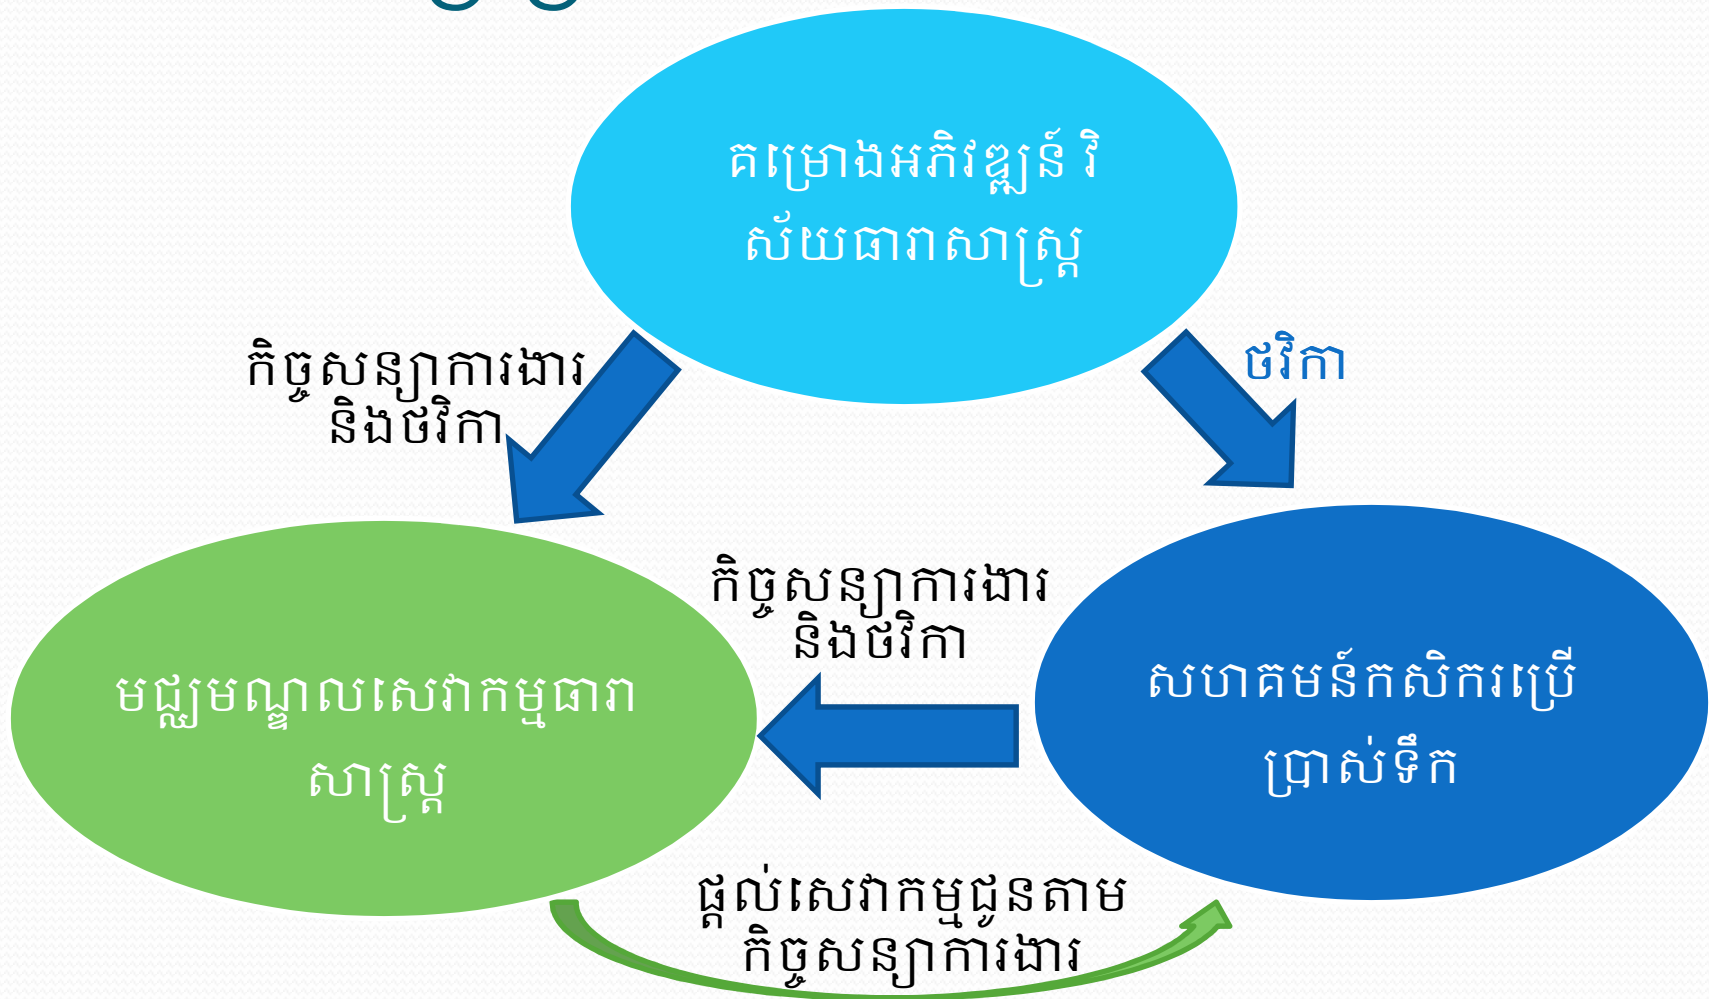 គម្រោងអភិវឌ្ឍន៍ វិ
ស័យធារាសាស្ត្រ
កិច្ចសន្យាការងារ
និងថវិកា
ថវិកា
កិច្ចសន្យាការងារ
និងថវិកា
មជ្ឈមណ្ឌលសេវាកម្មធារា
សាស្ត្រ
សហគមន៍កសិករប្រើ
ប្រាស់ទឹក
ផ្តល់សេវាកម្មជូនតាម
កិច្ចសន្យាការងារ